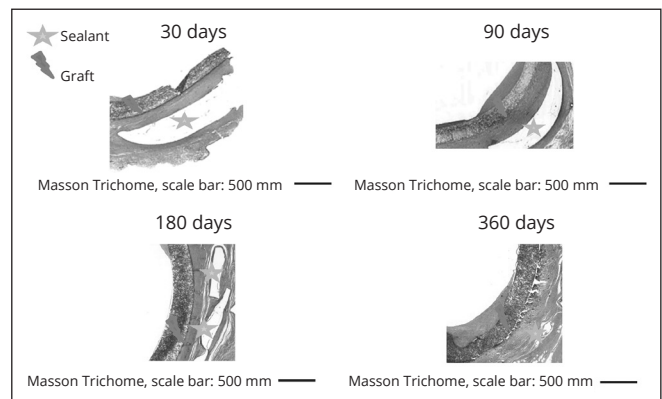 Sealant
Graft
30 days
90 days
Masson Trichome, scale bar: 500 mm
Masson Trichome, scale bar: 500 mm
180 days
360 days
Masson Trichome, scale bar: 500 mm
Masson Trichome, scale bar: 500 mm